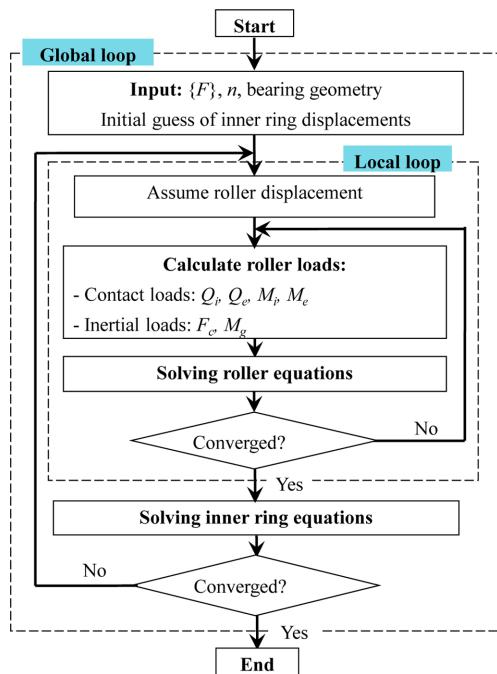 Start
Global loop
Input: {F}, n, bearing geometry
Initial guess of inner ring displacements
Local loop
Assume roller displacement
Calculate roller loads:
- Contact loads: Qi, Qe, Mi, Me
- Inertial loads: Fc, Mg
Solving roller equations
Converged?
No
Yes
Solving inner ring equations
No
Converged?
Yes
End